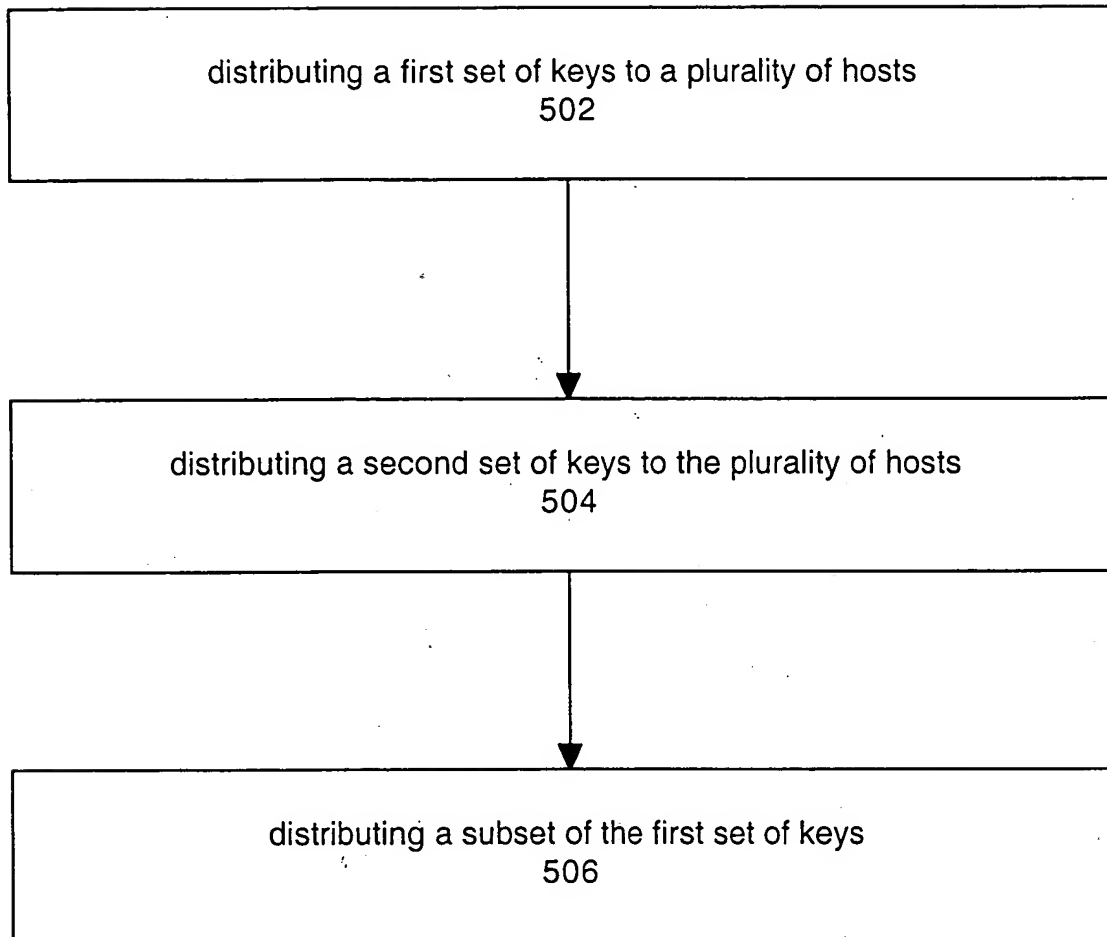 distributing a first set of keys to a plurality of hosts
502
distributing a second set of keys to the plurality of hosts
504
distributing a subset of the first set of keys
506